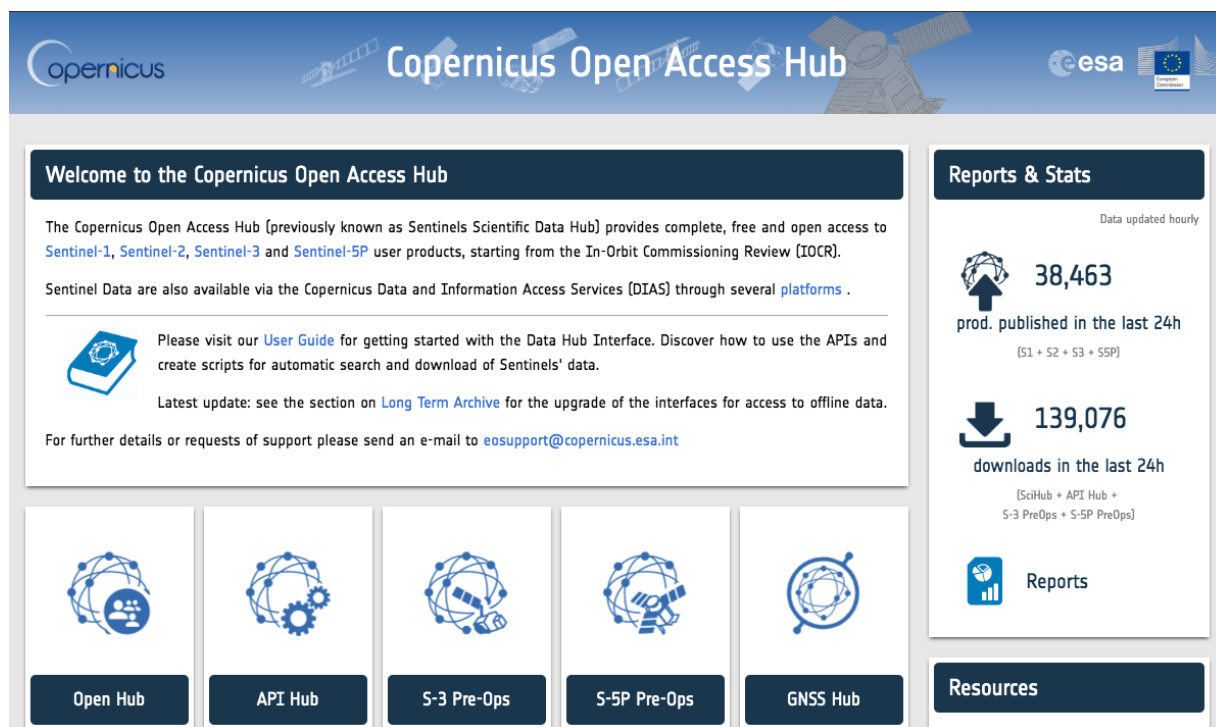 opernicus
Copernicus Open Access Hub
esa
European
Commission
Welcome to the Copernicus Open Access Hub
The Copernicus Open Access Hub (previously known as Sentinels Scientific Data Hub) provides complete, free and open access to
Sentinel-1, Sentinel-2, Sentinel-3 and Sentinel-5P user products, starting from the In-Orbit Commissioning Review (IOCR).
Sentinel Data are also available via the Copernicus Data and Information Access Services (DIAS) through several platforms .
Please visit our User Guide for getting started with the Data Hub Interface. Discover how to use the APIs and
create scripts for automatic search and download of Sentinels' data.
Latest update: see the section on Long Term Archive for the upgrade of the interfaces for access to offline data.
For further details or requests of support please send an e-mail to eosupport@copernicus.esa.int
Open Hub
API Hub
S-3 Pre-Ops
S-5P Pre-Ops
GNSS Hub
Reports & Stats
Data updated hourly
38,463
prod. published in the last 24h
(S1 + S2 + S3 + S5P)
139,076
downloads in the last 24h
(SciHub + API Hub +
S-3 PreOps + S-5P PreOps)
Reports
Resources